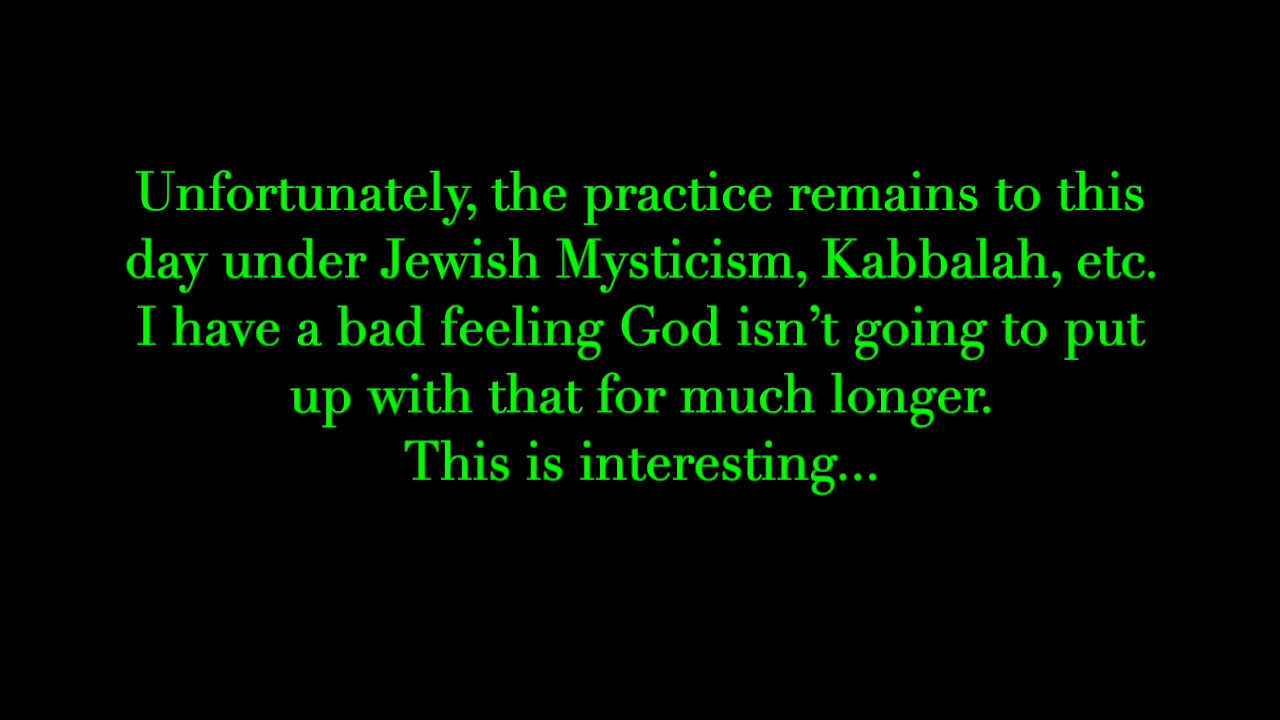 Unfortunately, the practice remains to this
day under Jewish Mysticism, Kabbalah, etc.
I have a bad feeling God isn’t going to put
up with that for much longer.
This is interesting...